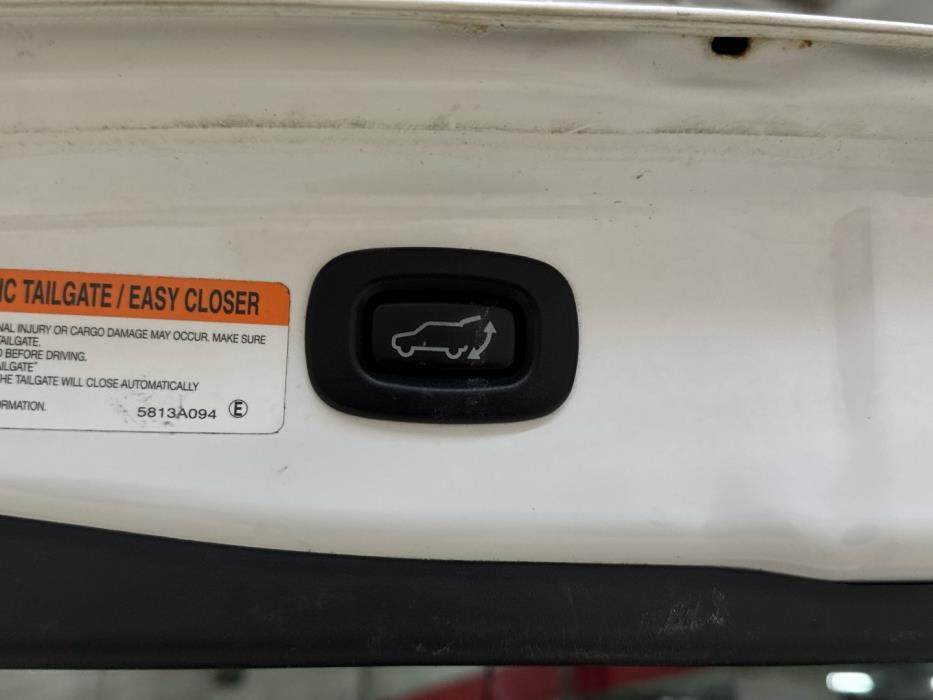 IC TAILGATE / EASY CLOSER
NAL INJURY OR CARGO DAMAGE MAY OCCUR. MAKE SURE
TAILGATE.
D BEFORE DRIVING.
AILGATE"
HE TAILGATE WILL CLOSE AUTOMATICALLY
ORMATION.
5813A094 E